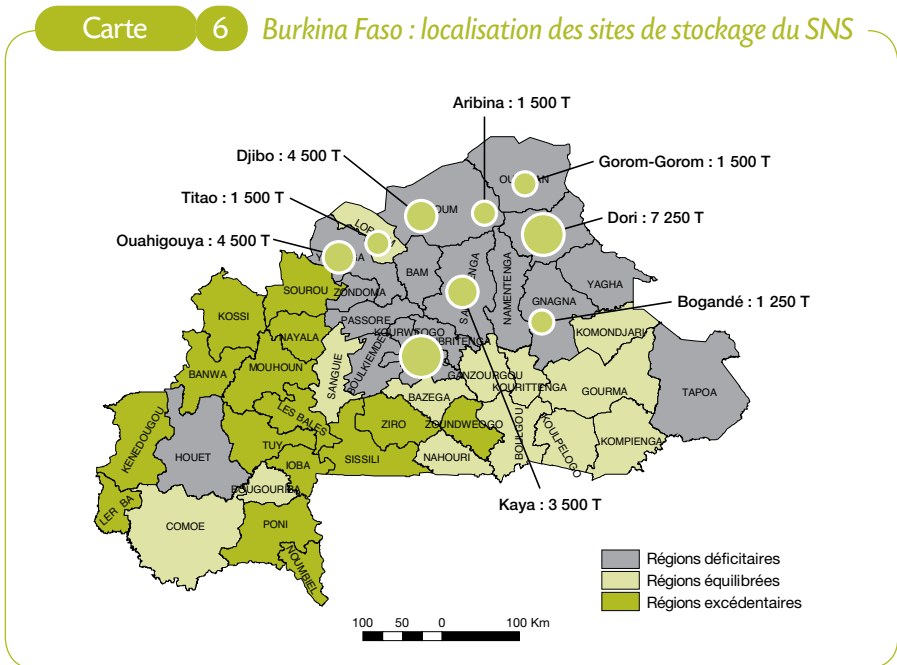 Carte 6 Burkina Faso : localisation des sites de stockage du SNS
Aribina : 1 500 T
Djibo : 4 500 T
Gorom-Gorom : 1 500 T
Titao : 1 500 T
Dori : 7 250 T
Ouahigouya : 4 500 T
Bogandé : 1 250 T
Kaya : 3 500 T
BAM
YAGHA
SOUROU
ZONDOMA
NAMENTENGA
GNAGNA
KOSSI
PASSORE
KOMONDJARI
NAYALA
KOURWEOGO
BANWA
MOUHOUN
SANGUIE
BOULKIEMDE
GANZOURGOU
KOURITTENGA
GOURMA
TAPOA
BAZEGA
KENEDOUGOU
LES BALES
ZIRO
ZOUNDWEOGO
BOULGOU
KOULPELOGO
KOMPIENGA
HOUET
TUY
IOBA
SISSILI
NAHOURI
LER BA
COMOE
PONI
NOUMBIEL
Régions déficitaires
Régions équilibrées
Régions excédentaires
100 50 0 100 Km